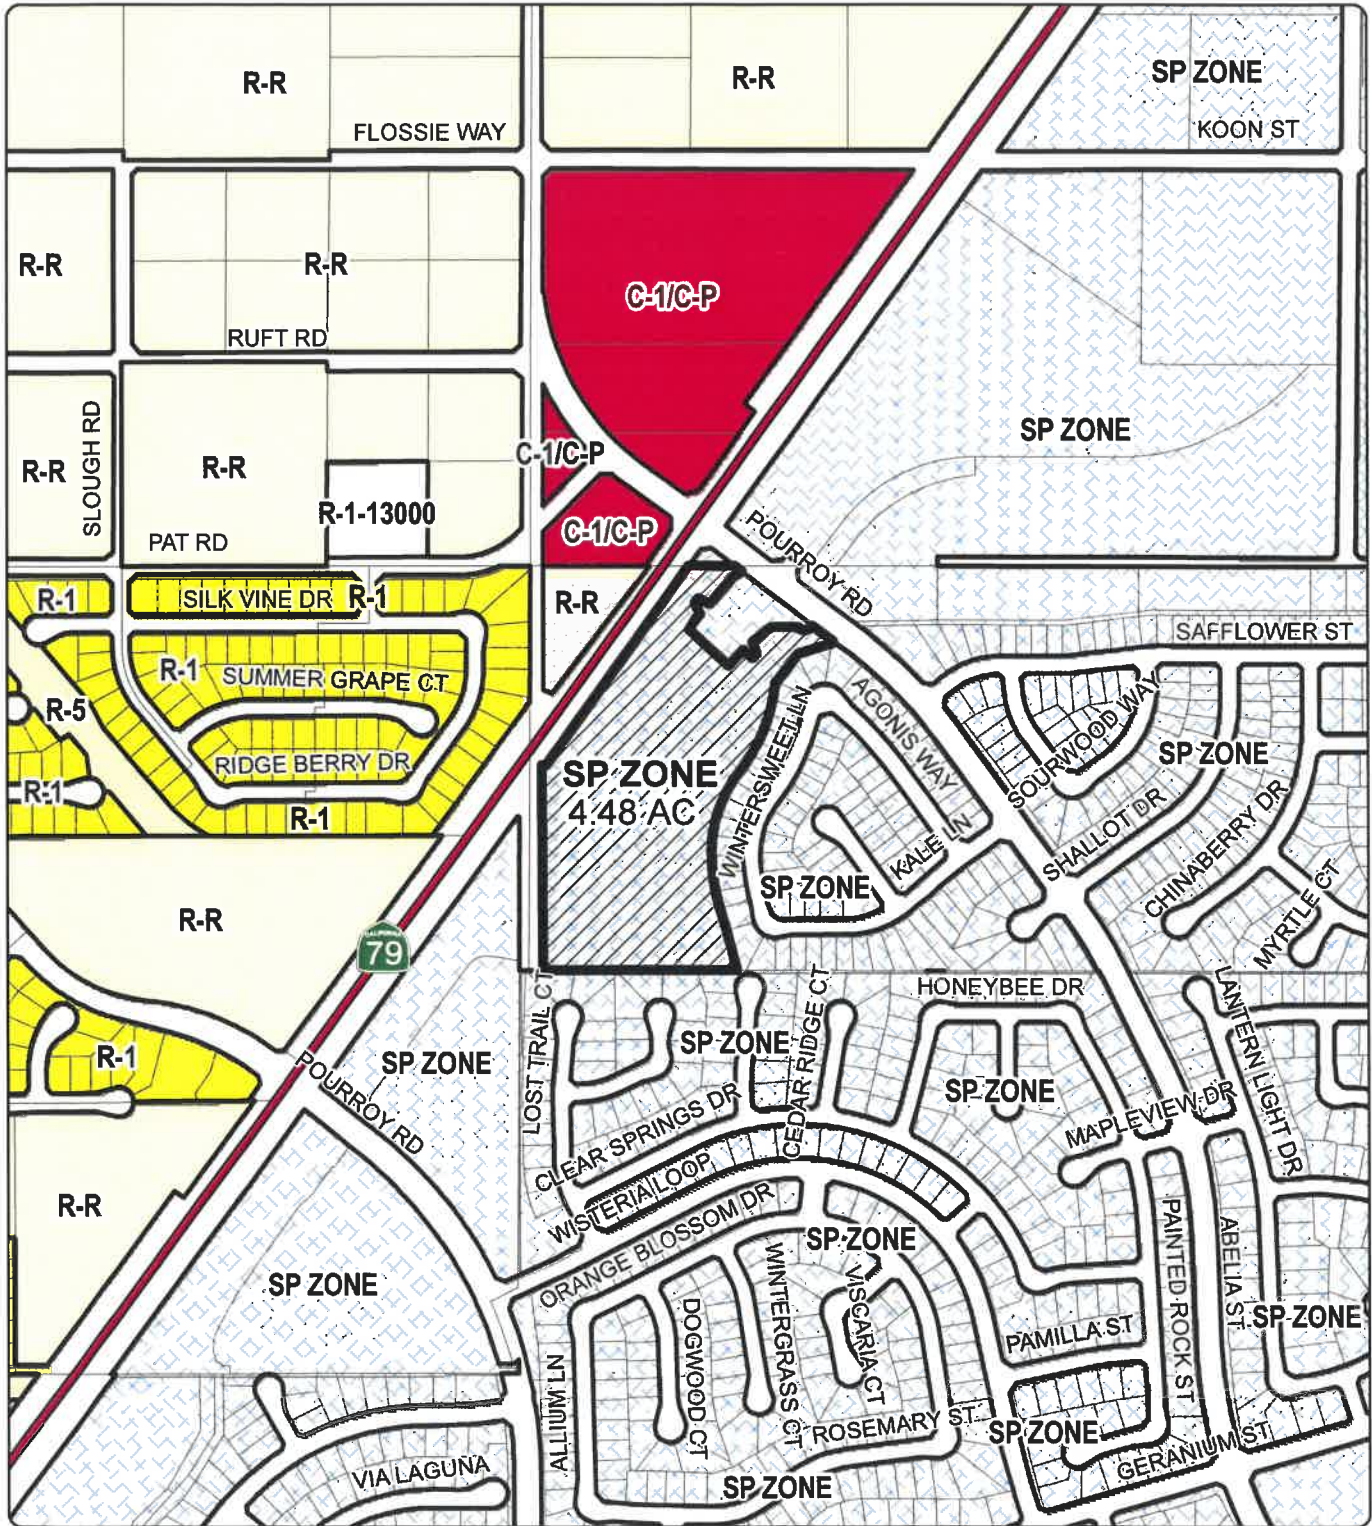 R-R
R-R
SP ZONE
FLOSSIE WAY
KOON ST
R-R
R-R
C-1/C-P
RUFT RD
SLOUGH RD
R-R
R-R
C-1/C-P
SP ZONE
R-1-13000
PAT RD
C-1/C-P
POURROY RD
R-1
SILK VINE DR
R-1
R-R
SAFFLOWER ST
R-1
SUMMER GRAPE CT
R-5
AGONIS WAY
WINTERSWEET LN
SOURWOOD WAY
SP ZONE
RIDGE BERRY DR
SP ZONE
4.48 AC
R-1
R-1
SHALLOT DR
CHINABERRY DR
KALE LN
SP ZONE
MYRTLE CT
R-R
CALIFORNIA
79
LOST TRAIL CT
CEDAR RIDGE CT
HONEYBEE DR
LANTERN LIGHT DR
R-1
SP ZONE
SP ZONE
SP ZONE
POURROY RD
CLEAR SPRINGS DR
MAPLEVIEW DR
WISTERIA LOOP
R-R
ORANGE BLOSSOM DR
SP ZONE
PAINTED ROCK ST
ABELIA ST
SP ZONE
WINTERGRASS CT
VISCARIA CT
DOGWOOD CT
PAMILLA ST
SP ZONE
ALLIUM LN
ROSEMARY ST
SP ZONE
GERANIUM ST
VIA LAGUNA
SP ZONE